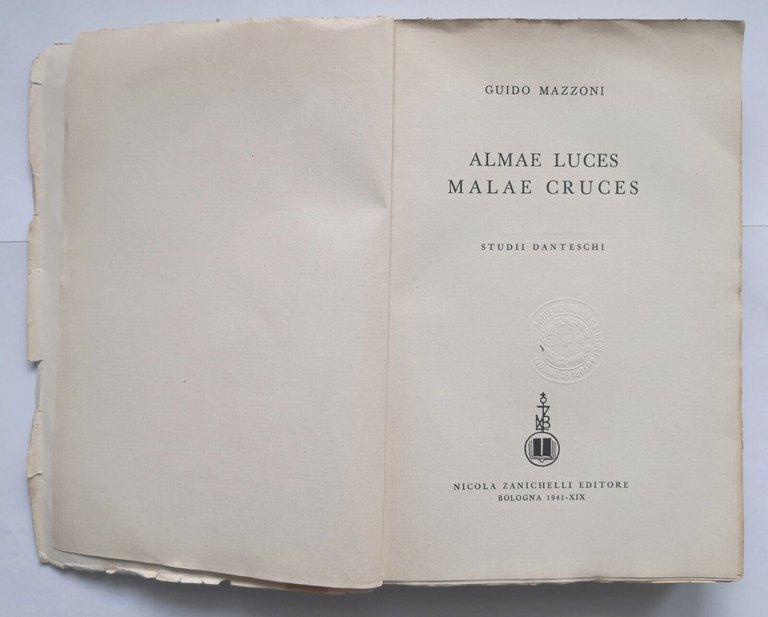 GUIDO MAZZONI
ALMAE LUCES
MALAE CRUCES
STUDII DANTESCHI
NICOLA ZANICHELLI EDITORE
BOLOGNA 1941-XIX